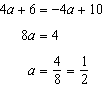 4a + 6 = −4a + 10
8a = 4
a = 4/8 = 1/2